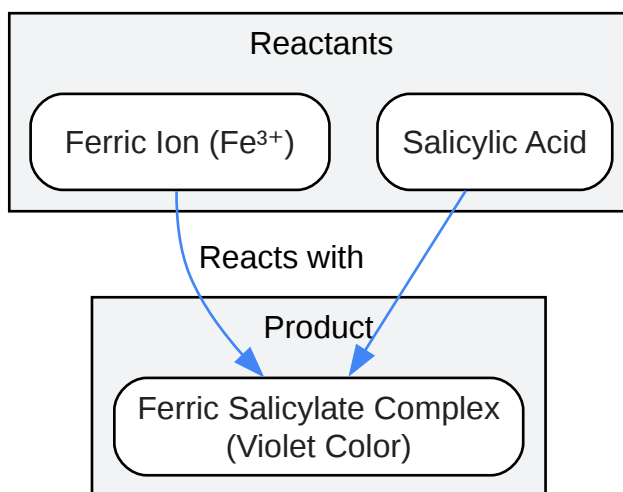 Reactants
Ferric Ion (Fe³⁺)
Salicylic Acid
Reacts with
Product
Ferric Salicylate Complex
(Violet Color)